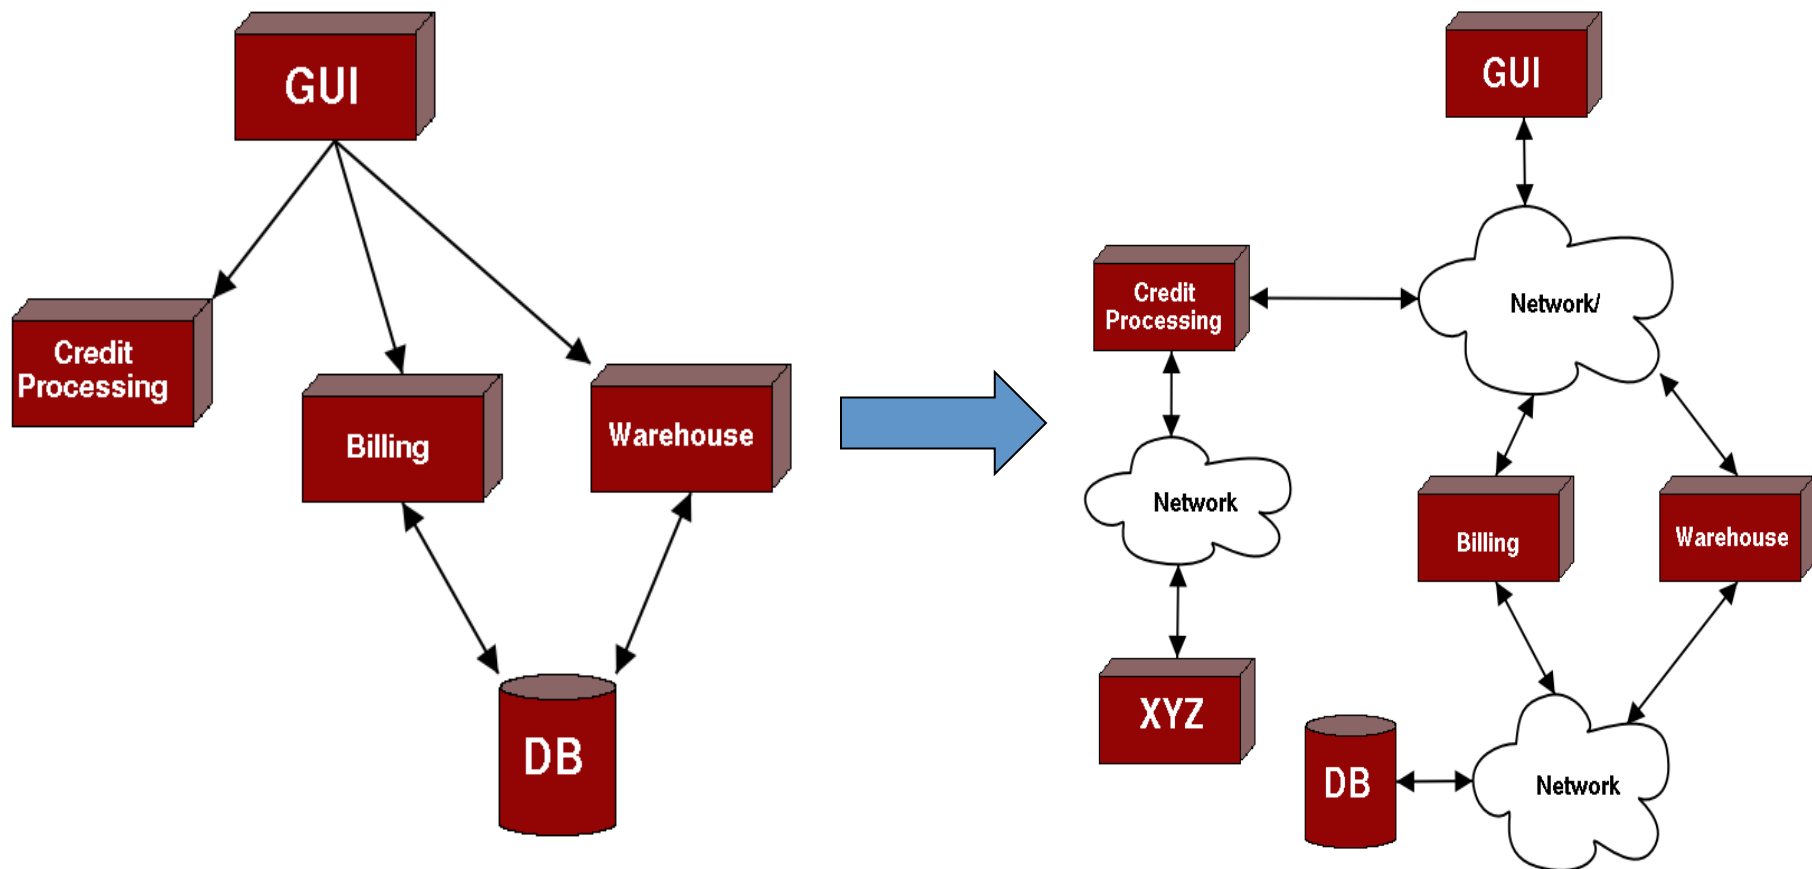 GUI
Credit
Processing
Billing
Warehouse
DB
GUI
Network/
Credit
Processing
Network
Billing
Warehouse
XYZ
DB
Network